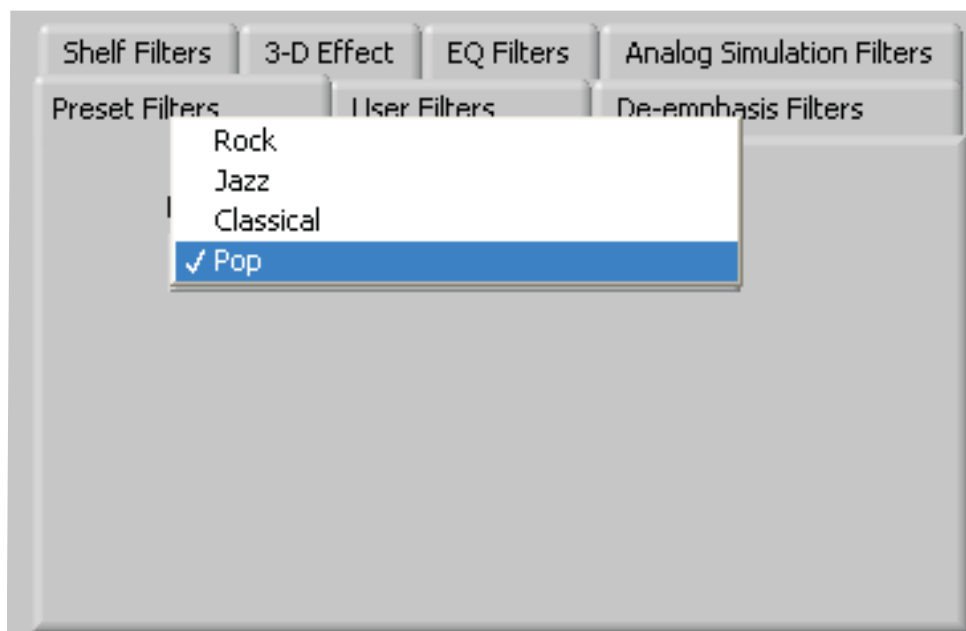 Shelf Filters 3-D Effect EQ Filters Analog Simulation Filters
Preset Filters User Filters De-emphasis Filters
Rock
Jazz
Classical
✓ Pop